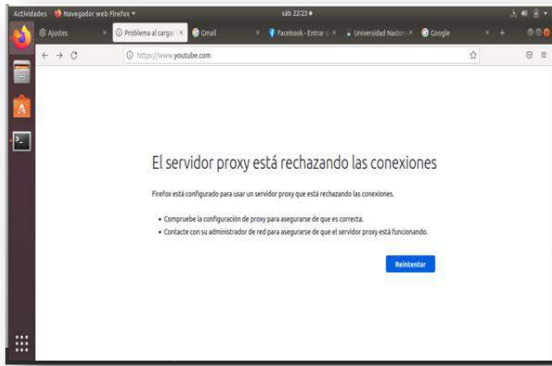 Actividades Navegador web Firefox sáb 22:23
Ajustes
Problema al cargar
Gmail
Facebook - Entrar o
Universidad Nacion
Google
https://www.youtube.com
El servidor proxy está rechazando las conexiones
Firefox está configurado para usar un servidor proxy que está rechazando las conexiones.
• Compruebe la configuración de proxy para asegurarse de que es correcta.
• Contacte con su administrador de red para asegurarse de que el servidor proxy está funcionando.
Reintentar